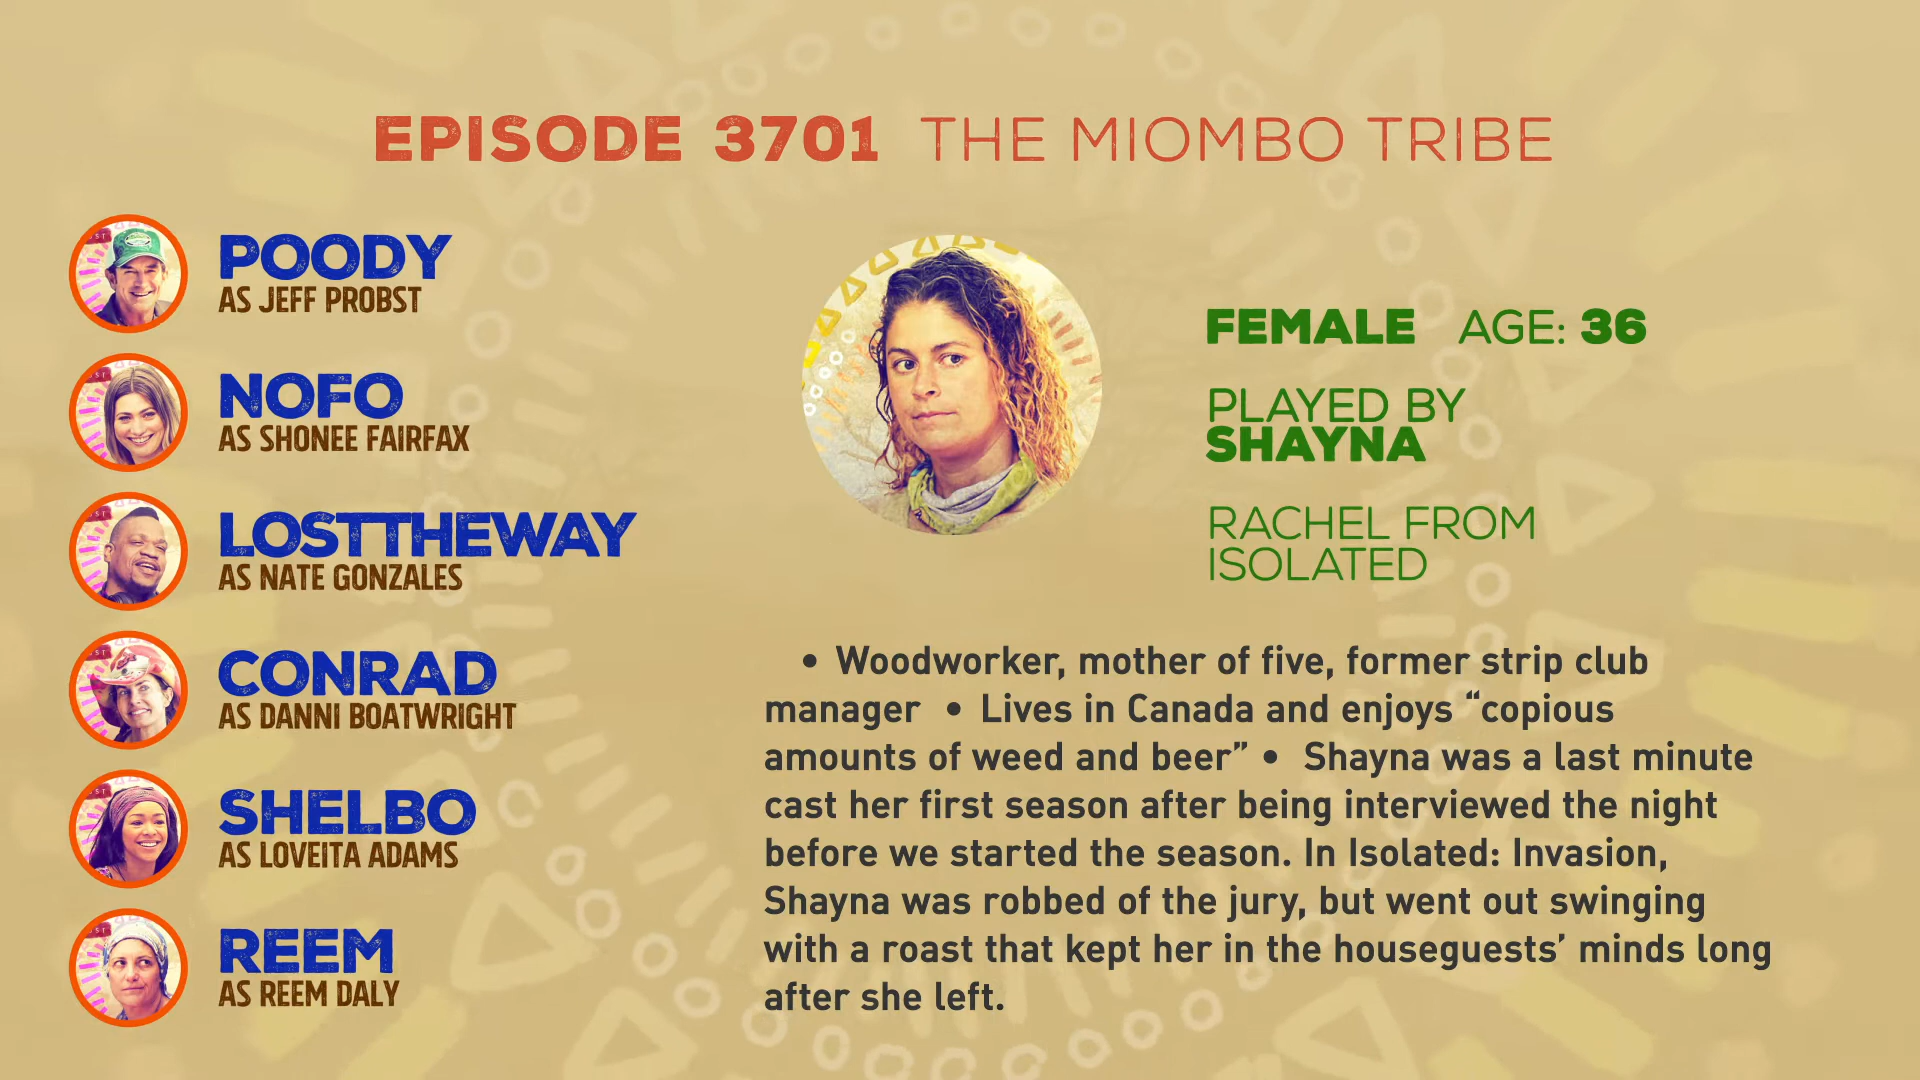 EPISODE 3701 THE MIOMBO TRIBE
POODY
AS JEFF PROBST
NOFO
AS SHONEE FAIRFAX
LOSTTHEWAY
AS NATE GONZALES
CONRAD
AS DANNI BOATWRIGHT
SHELBO
AS LOVEITA ADAMS
REEM
AS REEM DALY
FEMALE AGE: 36
PLAYED BY
SHAYNA
RACHEL FROM
ISOLATED
• Woodworker, mother of five, former strip club
manager • Lives in Canada and enjoys “copious
amounts of weed and beer” • Shayna was a last minute
cast her first season after being interviewed the night
before we started the season. In Isolated: Invasion,
Shayna was robbed of the jury, but went out swinging
with a roast that kept her in the houseguests’ minds long
after she left.